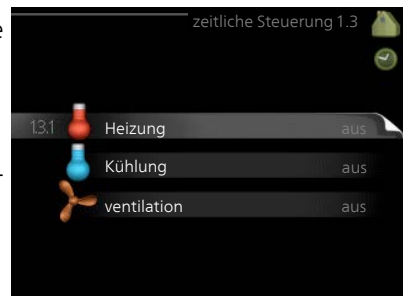 e
zeitliche Steuerung 1.3
1.3.1 Heizung aus
Kühlung aus
-
ventilation aus